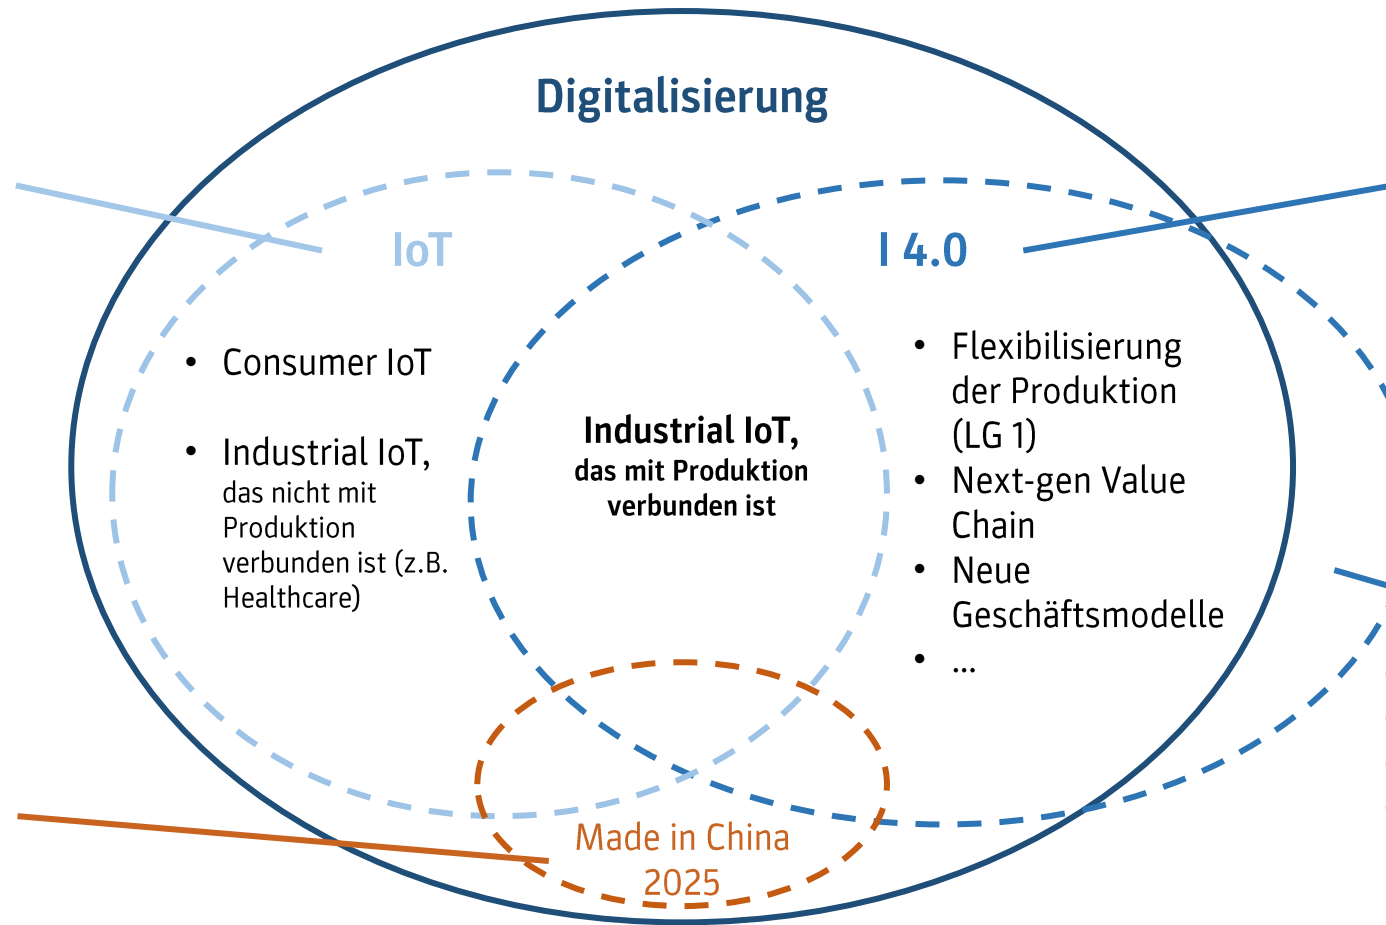 Digitalisierung
IoT
• Consumer IoT
• Industrial IoT,
das nicht mit
Produktion
verbunden ist (z.B.
Healthcare)
Industrial IoT,
das mit Produktion
verbunden ist
I 4.0
• Flexibilisierung
der Produktion
(LG 1)
• Next-gen Value
Chain
• Neue
Geschäftsmodelle
• ...
Made in China
2025